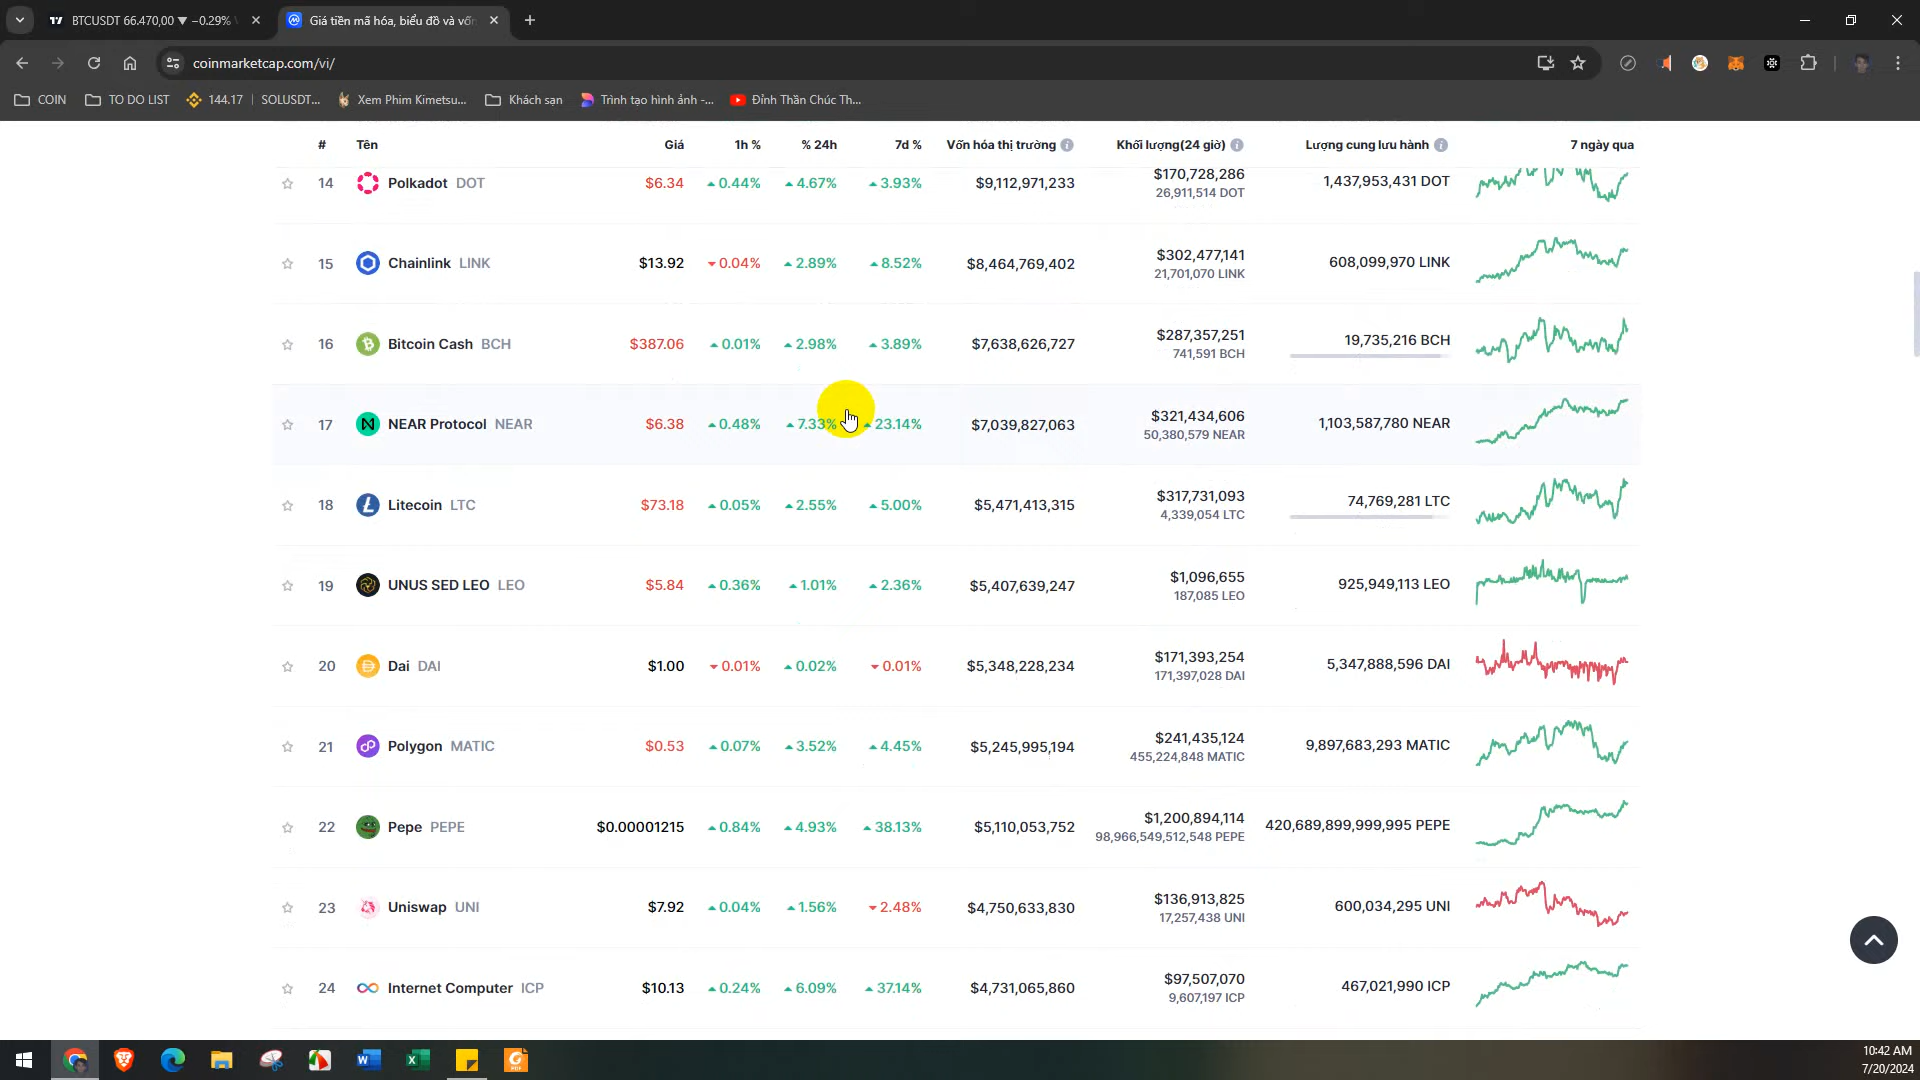 BTCUSDT 66.470,00 ▼ −0.29%
Giá tiền mã hóa, biểu đồ và vốn
coinmarketcap.com/vi/
COIN
TO DO LIST
144.17 | SOLUSDT...
Xem Phim Kimetsu...
Khách sạn
Trình tạo hình ảnh -...
Đỉnh Thần Chúc Th...
# Tên Giá 1h % % 24h 7d % Vốn hóa thị trường Khối lượng(24 giờ) Lượng cung lưu hành 7 ngày qua
14 Polkadot DOT $6.34 0.44% 4.67% 3.93% $9,112,971,233 $170,728,286 1,437,953,431 DOT
26,911,514 DOT
15 Chainlink LINK $13.92 0.04% 2.89% 8.52% $8,464,769,402 $302,477,141 608,099,970 LINK
21,701,070 LINK
16 Bitcoin Cash BCH $387.06 0.01% 2.98% 3.89% $7,638,626,727 $287,357,251 19,735,216 BCH
741,591 BCH
17 NEAR Protocol NEAR $6.38 0.48% 7.33% 23.14% $7,039,827,063 $321,434,606 1,103,587,780 NEAR
50,380,579 NEAR
18 Litecoin LTC $73.18 0.05% 2.55% 5.00% $5,471,413,315 $317,731,093 74,769,281 LTC
4,339,054 LTC
19 UNUS SED LEO LEO $5.84 0.36% 1.01% 2.36% $5,407,639,247 $1,096,655 925,949,113 LEO
187,085 LEO
20 Dai DAI $1.00 0.01% 0.02% 0.01% $5,348,228,234 $171,393,254 5,347,888,596 DAI
171,397,028 DAI
21 Polygon MATIC $0.53 0.07% 3.52% 4.45% $5,245,995,194 $241,435,124 9,897,683,293 MATIC
455,224,848 MATIC
22 Pepe PEPE $0.00001215 0.84% 4.93% 38.13% $5,110,053,752 $1,200,894,114 420,689,899,999,995 PEPE
98,966,549,512,548 PEPE
23 Uniswap UNI $7.92 0.04% 1.56% 2.48% $4,750,633,830 $136,913,825 600,034,295 UNI
17,257,438 UNI
24 Internet Computer ICP $10.13 0.24% 6.09% 37.14% $4,731,065,860 $97,507,070 467,021,990 ICP
9,607,197 ICP
10:42 AM
7/20/2024